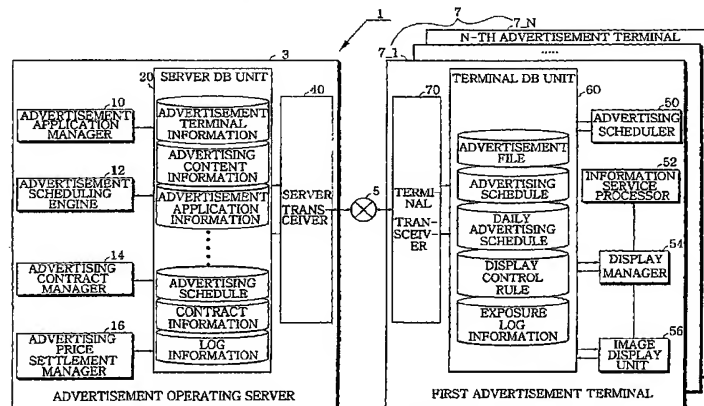 1
7
7_N
N-TH ADVERTISEMENT TERMINAL
.....
3
7_1
20
SERVER DB UNIT
40
10
ADVERTISEMENT
APPLICATION
MANAGER
12
ADVERTISEMENT
SCHEDULING
ENGINE
14
ADVERTISING
CONTRACT
MANAGER
16
ADVERTISING
PRICE
SETTLEMENT
MANAGER
ADVERTISEMENT
TERMINAL
INFORMATION
ADVERTISING
CONTENT
INFORMATION
ADVERTISEMENT
APPLICATION
INFORMATION
ADVERTISING
SCHEDULE
CONTRACT
INFORMATION
LOG
INFORMATION
SERVER
TRANSCEIVER
ADVERTISEMENT OPERATING SERVER
5
70
TERMINAL
TRANSCEIVER
TERMINAL DB UNIT
60
ADVERTISEMENT
FILE
ADVERTISING
SCHEDULE
DAILY
ADVERTISING
SCHEDULE
DISPLAY
CONTROL
RULE
EXPOSURE
LOG
INFORMATION
50
ADVERTISING
SCHEDULER
52
INFORMATION
SERVICE
PROCESSOR
54
DISPLAY
MANAGER
56
IMAGE
DISPLAY
UNIT
FIRST ADVERTISEMENT TERMINAL